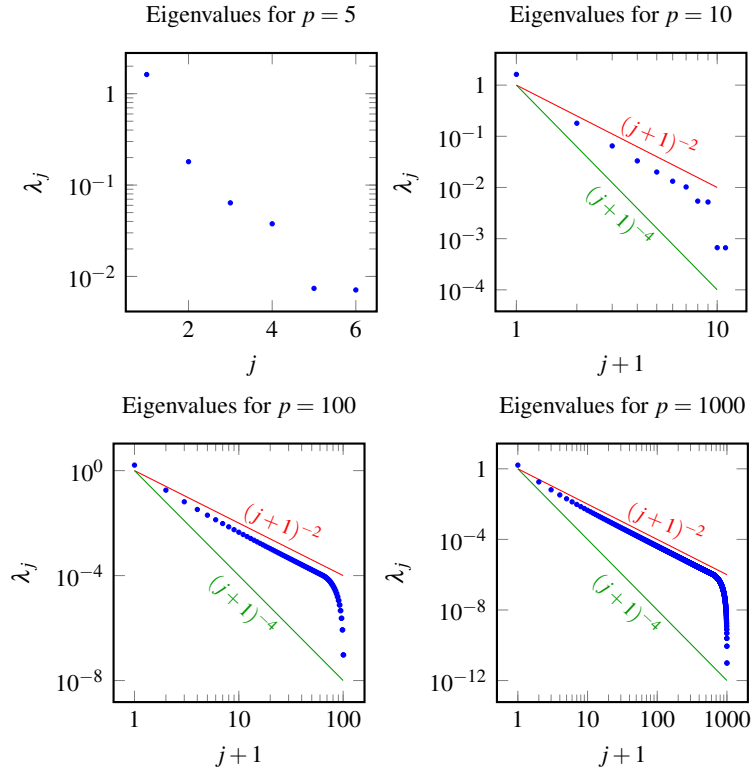 Eigenvalues for p = 5
1
10⁻¹
10⁻²
λⱼ
2
4
6
j
Eigenvalues for p = 10
1
10⁻¹
10⁻²
10⁻³
10⁻⁴
λⱼ
(j+1)⁻²
(j+1)⁻⁴
1
10
j+1
Eigenvalues for p = 100
10⁰
10⁻⁴
10⁻⁸
λⱼ
(j+1)⁻²
(j+1)⁻⁴
1
10
100
j+1
Eigenvalues for p = 1000
1
10⁻⁴
10⁻⁸
10⁻¹²
λⱼ
(j+1)⁻²
(j+1)⁻⁴
1
10
100
1000
j+1